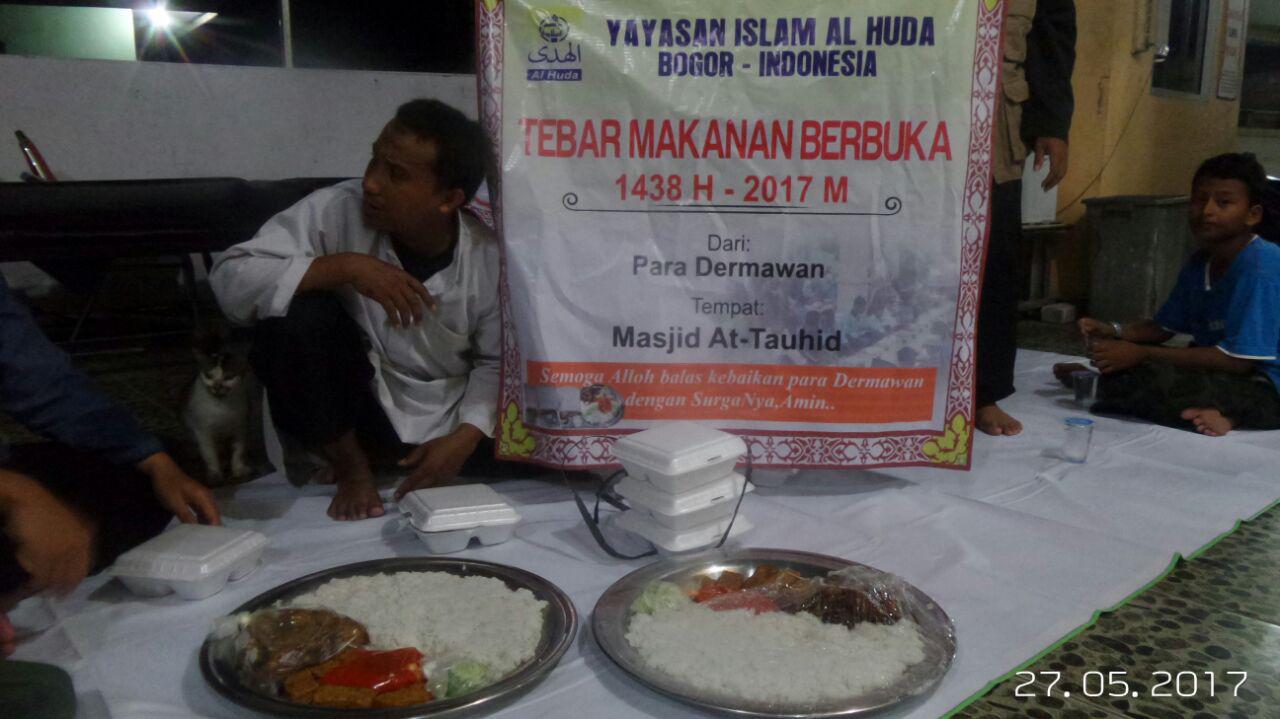 الهدى
Al Huda
YAYASAN ISLAM AL HUDA
BOGOR - INDONESIA
TEBAR MAKANAN BERBUKA
1438 H - 2017 M
Dari:
Para Dermawan
Tempat:
Masjid At-Tauhid
Semoga Alloh balas kebaikan para Dermawan
dengan SurgaNya,Amin..
27.05.2017